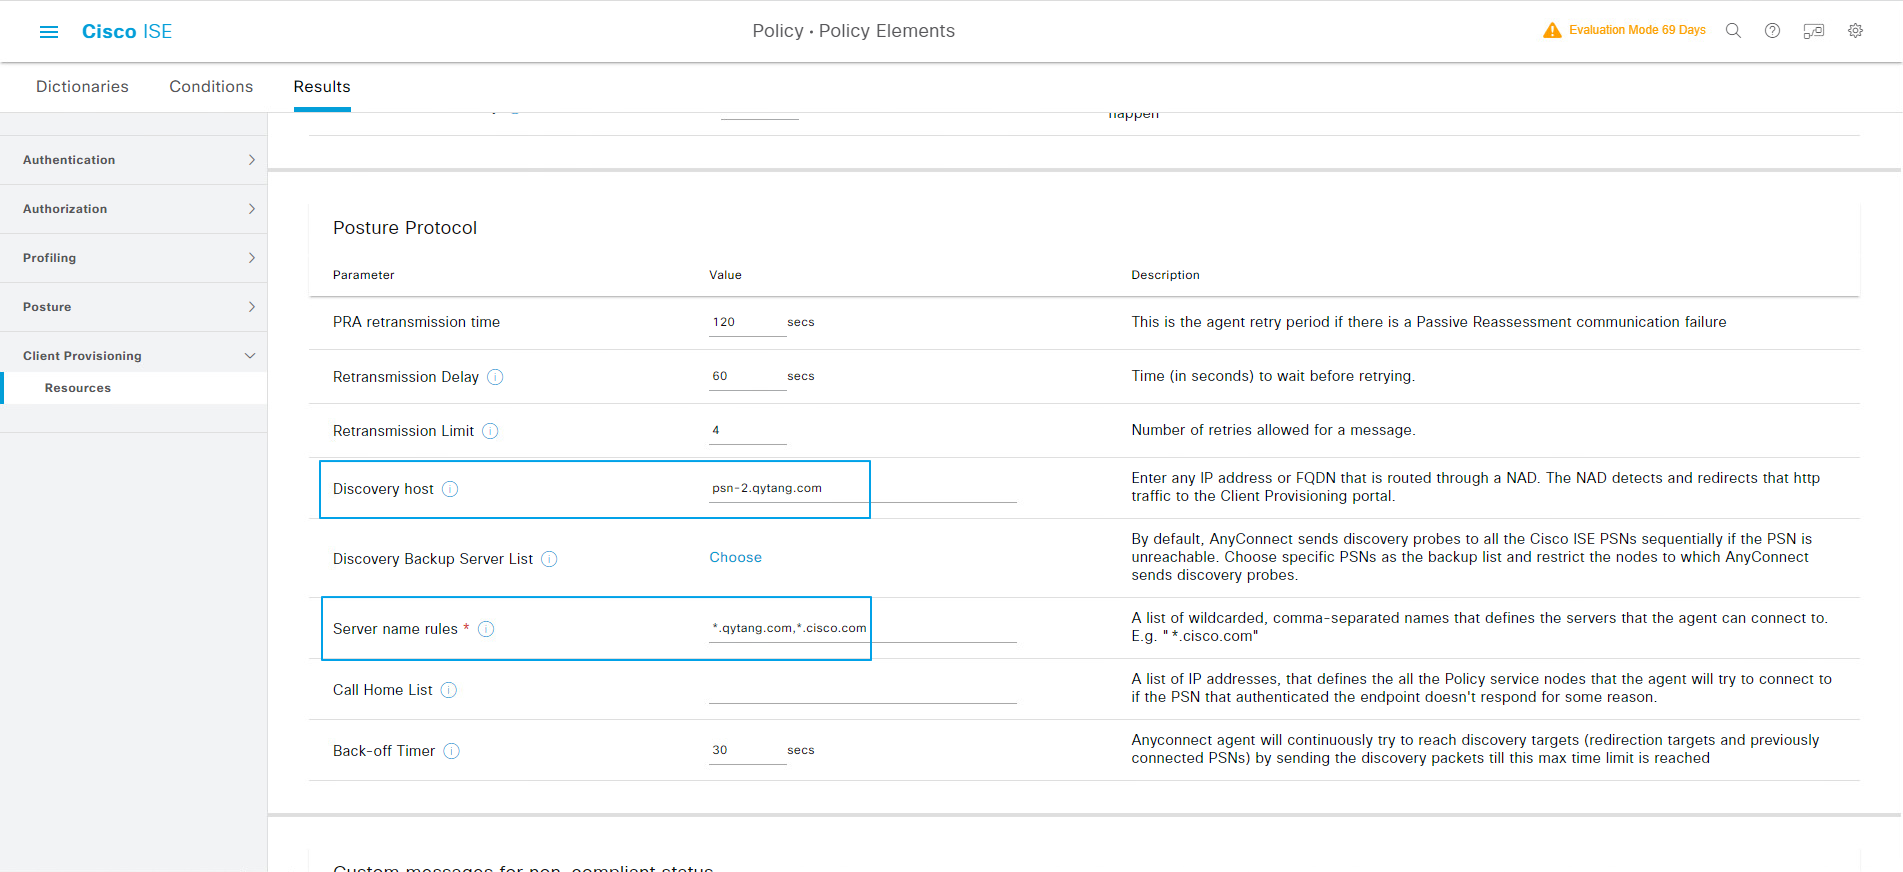 Cisco ISE
Policy · Policy Elements
Evaluation Mode 69 Days
Dictionaries
Conditions
Results
happen
Authentication
Authorization
Profiling
Posture
Client Provisioning
Resources
Posture Protocol
Parameter
Value
Description
PRA retransmission time
120 secs
This is the agent retry period if there is a Passive Reassessment communication failure
Retransmission Delay
60 secs
Time (in seconds) to wait before retrying.
Retransmission Limit
4
Number of retries allowed for a message.
Discovery host
psn-2.qytang.com
Enter any IP address or FQDN that is routed through a NAD. The NAD detects and redirects that http
traffic to the Client Provisioning portal.
Discovery Backup Server List
Choose
By default, AnyConnect sends discovery probes to all the Cisco ISE PSNs sequentially if the PSN is
unreachable. Choose specific PSNs as the backup list and restrict the nodes to which AnyConnect
sends discovery probes.
Server name rules *
*.qytang.com,*.cisco.com
A list of wildcarded, comma-separated names that defines the servers that the agent can connect to.
E.g. "*.cisco.com"
Call Home List
A list of IP addresses, that defines the all the Policy service nodes that the agent will try to connect to
if the PSN that authenticated the endpoint doesn't respond for some reason.
Back-off Timer
30 secs
Anyconnect agent will continuously try to reach discovery targets (redirection targets and previously
connected PSNs) by sending the discovery packets till this max time limit is reached
Custom messages for non-compliant status